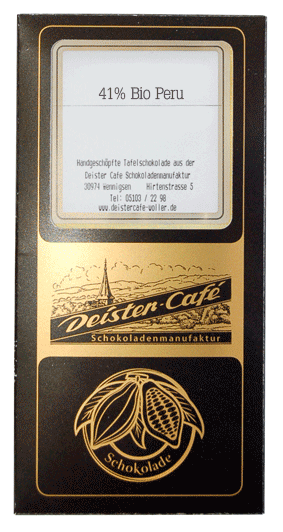 41% Bio Peru
Handgeschöpfte Tafelschokolade aus der
Deister Cafe Schokoladenmanufaktur
30974 Wennigsen Hirtenstrasse 5
Tel: 05103 / 22 98
www.deistercafe-woller.de
Deister-Café
Schokoladenmanufaktur
Schokolade